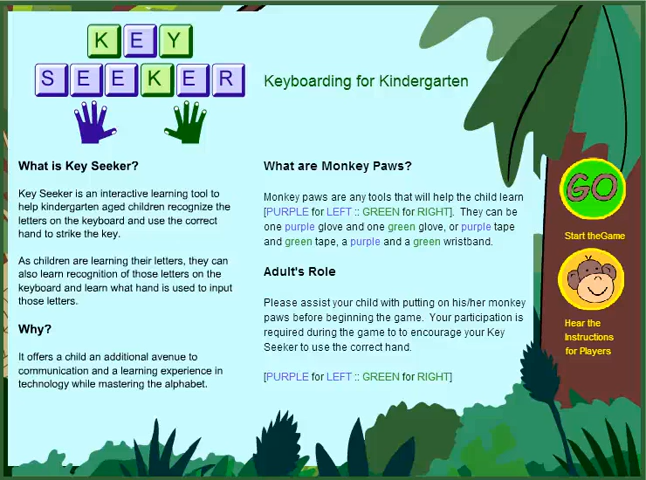 KEY
SEEKER
Keyboarding for Kindergarten
What is Key Seeker?
Key Seeker is an interactive learning tool to
help kindergarten aged children recognize the
letters on the keyboard and use the correct
hand to strike the key.
As children are learning their letters, they can
also learn recognition of those letters on the
keyboard and learn what hand is used to input
those letters.
Why?
It offers a child an additional avenue to
communication and a learning experience in
technology while mastering the alphabet.
What are Monkey Paws?
Monkey paws are any tools that will help the child learn
[PURPLE for LEFT :: GREEN for RIGHT]. They can be
one purple glove and one green glove, or purple tape
and green tape, a purple and a green wristband.
Adult's Role
Please assist your child with putting on his/her monkey
paws before beginning the game. Your participation is
required during the game to to encourage your Key
Seeker to use the correct hand.
[PURPLE for LEFT :: GREEN for RIGHT]
GO
Start theGame
Hear the
Instructions
for Players